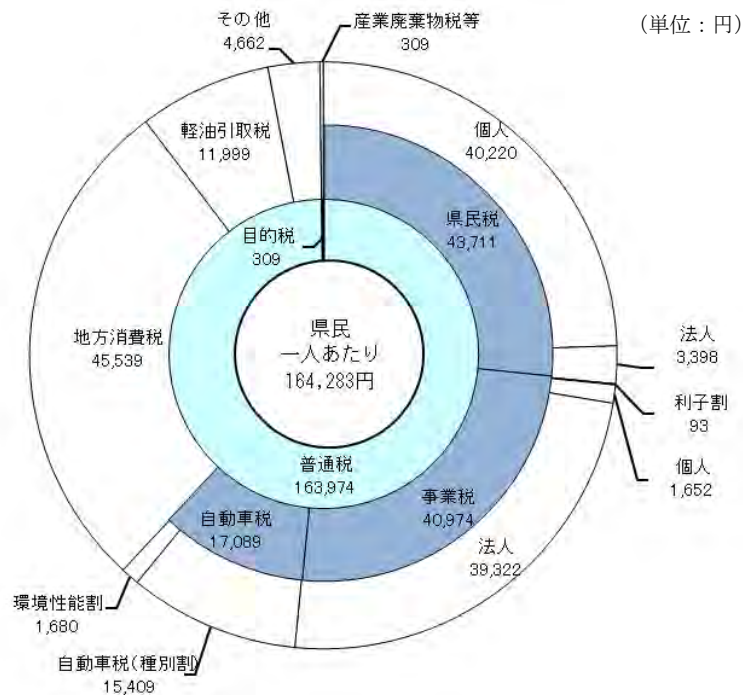 (単位：円)
その他
4,662
産業廃棄物税等
309
軽油引取税
11,999
個人
40,220
県民税
43,711
目的税
309
県民
一人あたり
164,283円
地方消費税
45,539
法人
3,398
利子割
93
個人
1,652
普通税
163,974
事業税
40,974
自動車税
17,089
法人
39,322
環境性能割
1,680
自動車税(種別割)
15,409